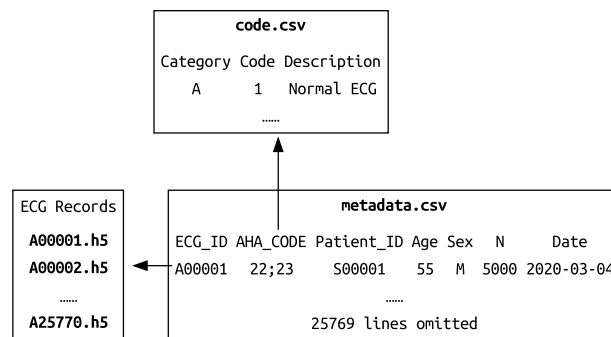 code.csv
Category Code Description
A 1 Normal ECG
……
ECG Records
A00001.h5
A00002.h5
……
A25770.h5
metadata.csv
ECG_ID AHA_CODE Patient_ID Age Sex N Date
A00001 22;23 S00001 55 M 5000 2020-03-04
……
25769 lines omitted